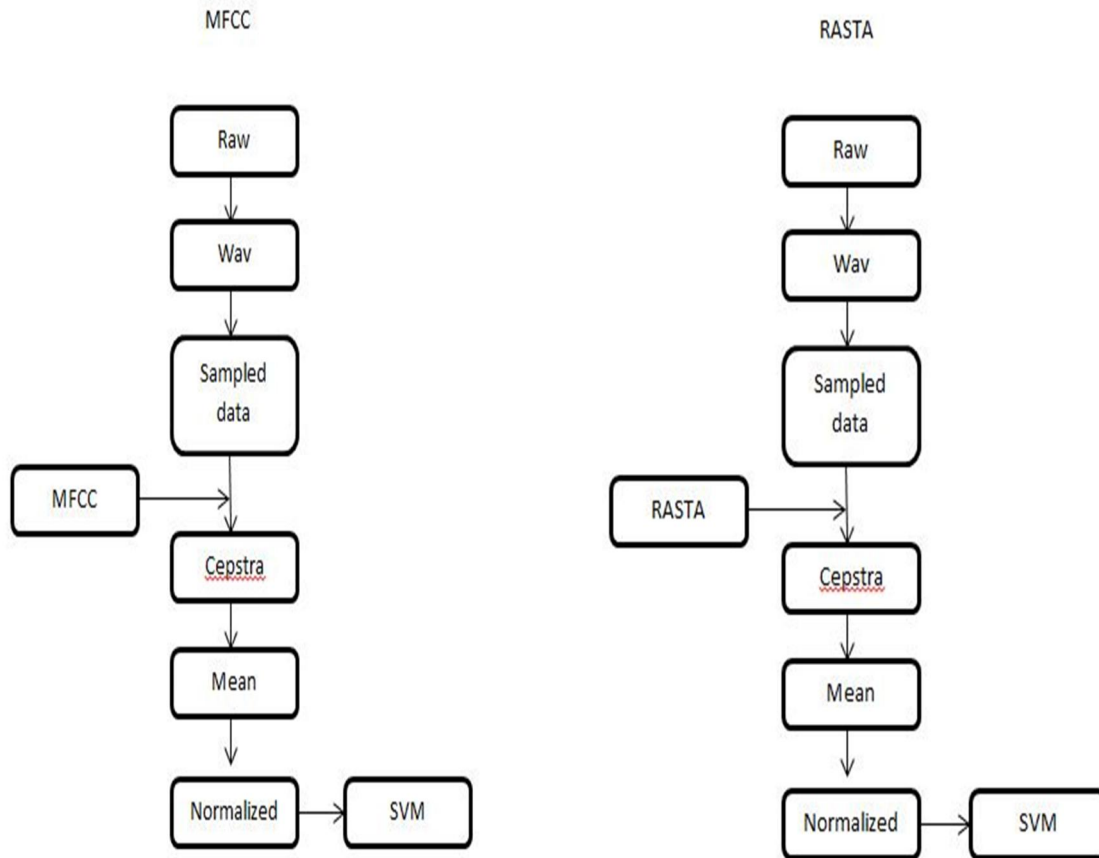 MFCC
Raw
Wav
Sampled
data
MFCC
Cepstra
Mean
Normalized
SVM
RASTA
Raw
Wav
Sampled
data
RASTA
Cepstra
Mean
Normalized
SVM